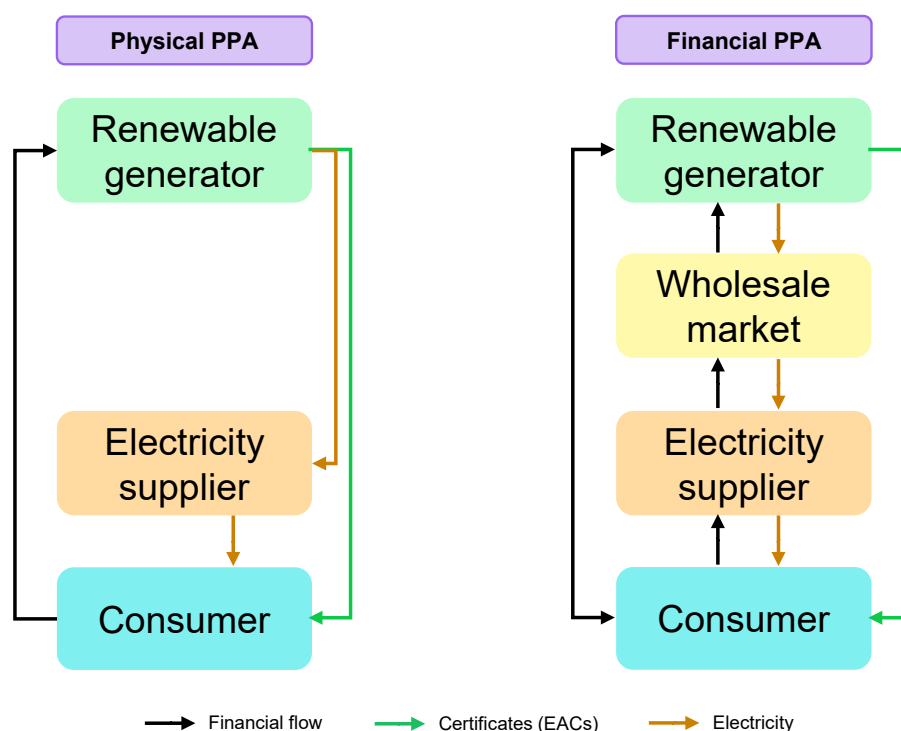 Physical PPA
Financial PPA
Renewable
generator
Renewable
generator
Wholesale
market
Electricity
supplier
Electricity
supplier
Consumer
Consumer
Financial flow
Certificates (EACs)
Electricity